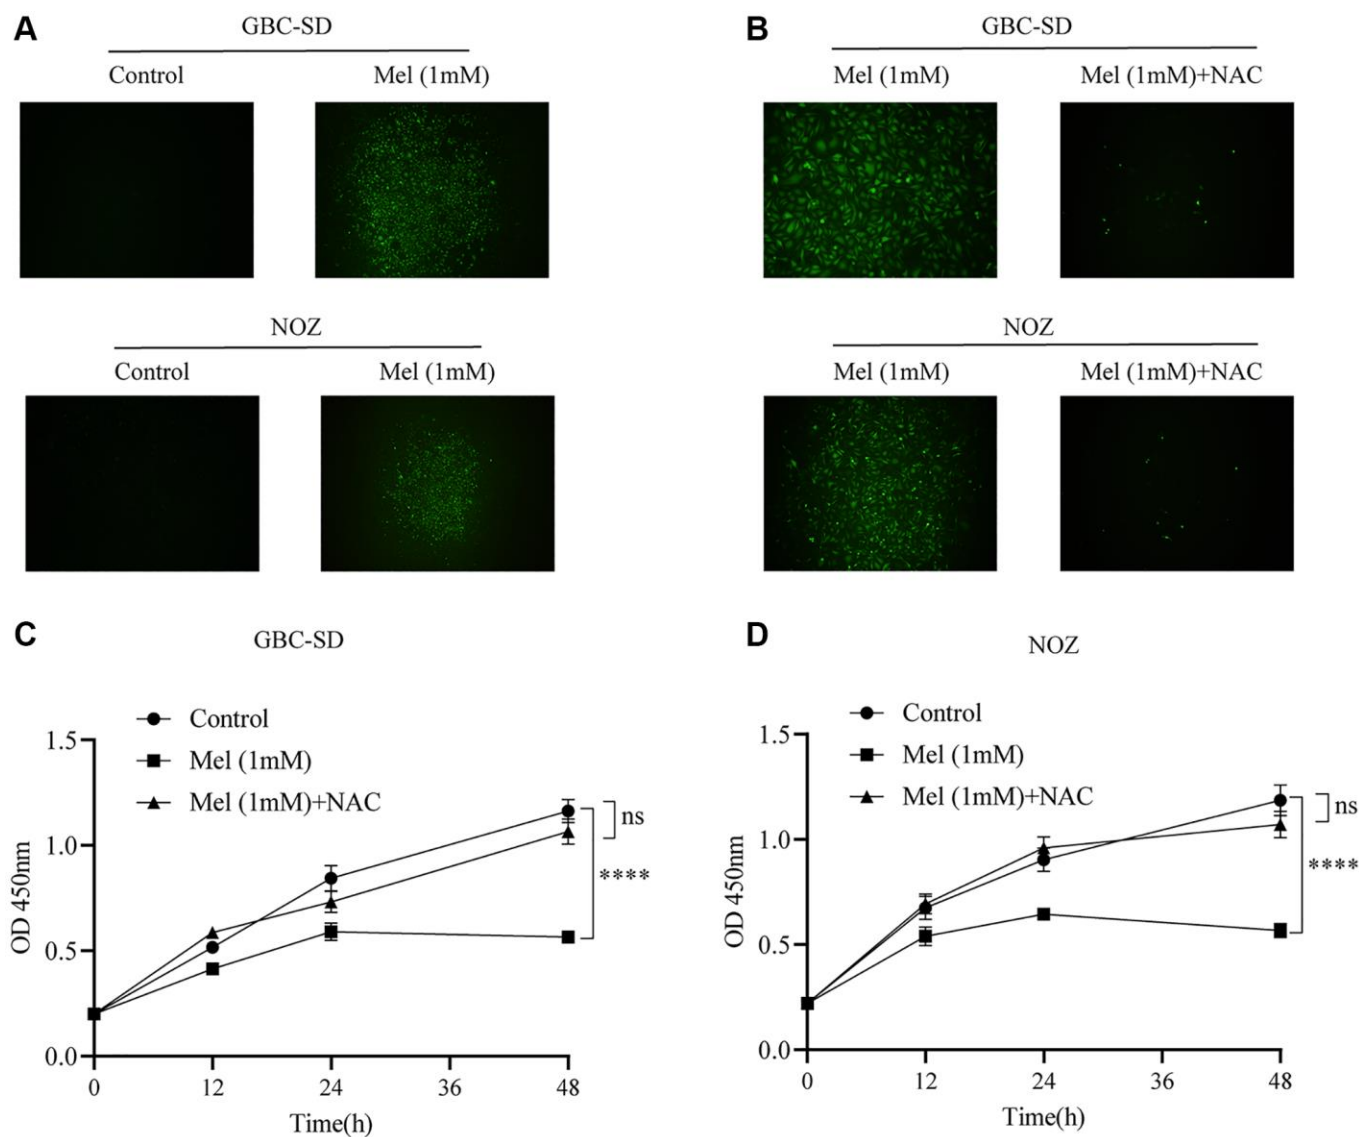 A
GBC-SD
Control
Mel (1mM)
NOZ
Control
Mel (1mM)
B
GBC-SD
Mel (1mM)
Mel (1mM)+NAC
NOZ
Mel (1mM)
Mel (1mM)+NAC
C
GBC-SD
Control
Mel (1mM)
Mel (1mM)+NAC
1.5
1.0
0.5
0.0
OD 450nm
0
12
24
36
48
Time(h)
ns
****
D
NOZ
Control
Mel (1mM)
Mel (1mM)+NAC
1.5
1.0
0.5
0.0
OD 450nm
0
12
24
36
48
Time(h)
ns
****